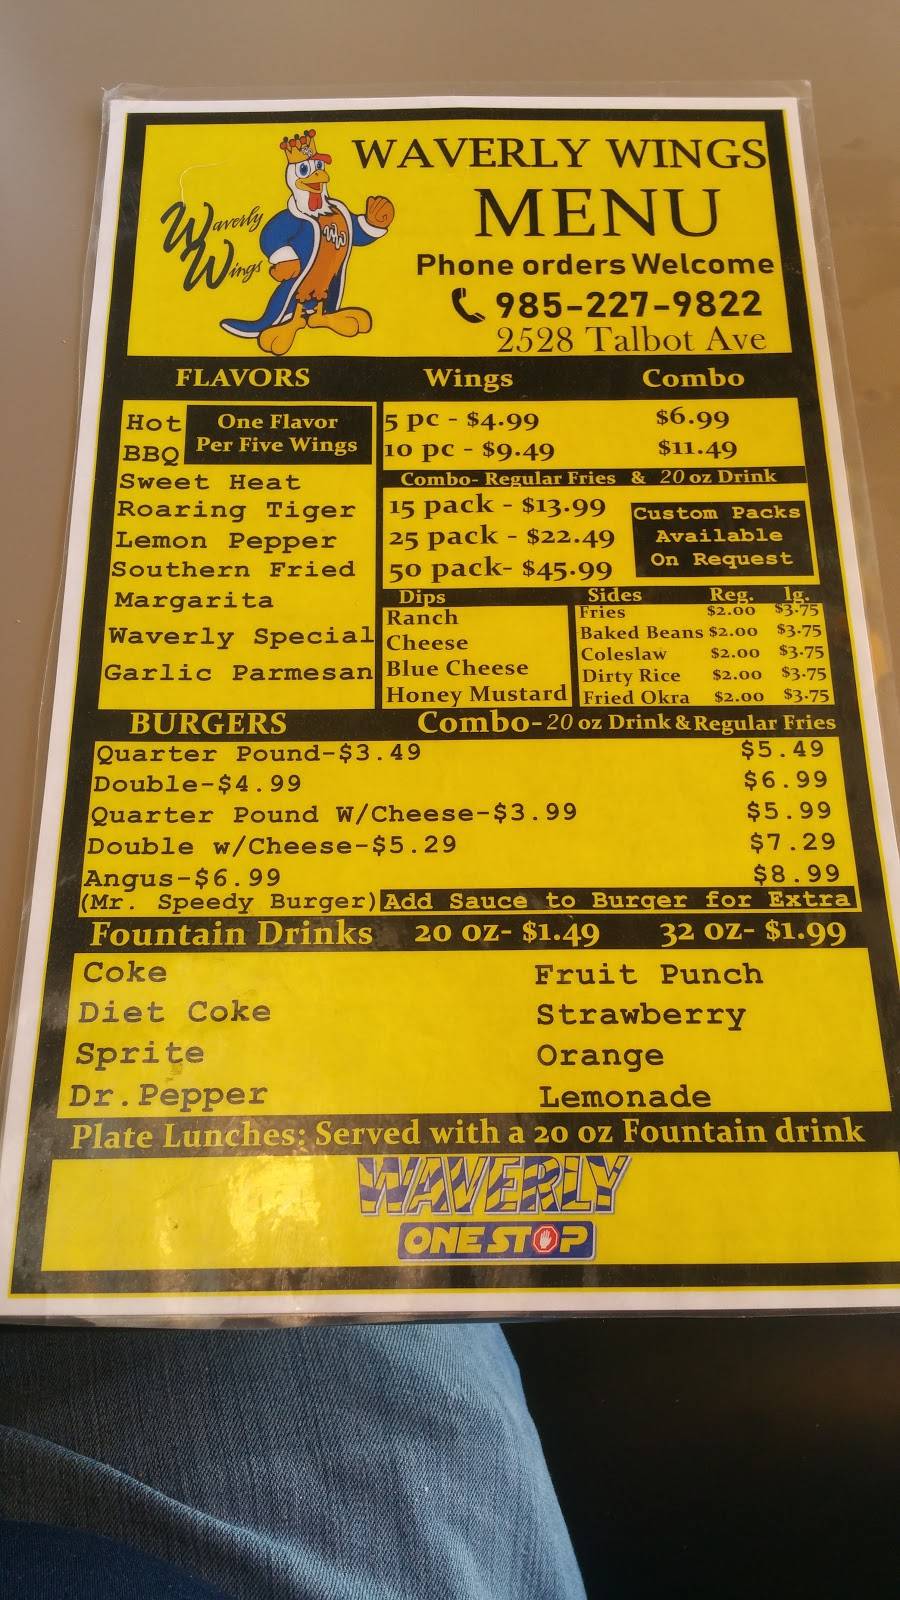 WAVERLY WINGS
MENU
Waverly
Wings
WW
Phone orders Welcome
985-227-9822
2528 Talbot Ave
FLAVORS Wings Combo
Hot
BBQ
One Flavor
Per Five Wings
Sweet Heat
Roaring Tiger
Lemon Pepper
Southern Fried
Margarita
Waverly Special
Garlic Parmesan
5 pc - $4.99 $6.99
10 pc - $9.49 $11.49
Combo- Regular Fries & 20 oz Drink
15 pack - $13.99
25 pack - $22.49
50 pack- $45.99
Custom Packs
Available
On Request
Dips
Ranch
Cheese
Blue Cheese
Honey Mustard
Sides Reg. lg.
Fries $2.00 $3.75
Baked Beans $2.00 $3.75
Coleslaw $2.00 $3.75
Dirty Rice $2.00 $3.75
Fried Okra $2.00 $3.75
BURGERS Combo-20 oz Drink & Regular Fries
Quarter Pound-$3.49 $5.49
Double-$4.99 $6.99
Quarter Pound W/Cheese-$3.99 $5.99
Double w/Cheese-$5.29 $7.29
Angus-$6.99 $8.99
(Mr. Speedy Burger) Add Sauce to Burger for Extra
Fountain Drinks 20 oz- $1.49 32 oz- $1.99
Coke Fruit Punch
Diet Coke Strawberry
Sprite Orange
Dr.Pepper Lemonade
Plate Lunches: Served with a 20 oz Fountain drink
WAVERLY
ONE STOP